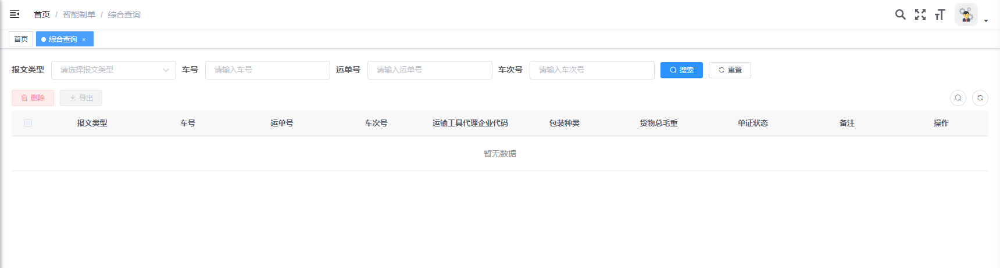 首页 / 智能制单 / 综合查询
首页 综合查询 ×
报文类型 请选择报文类型 车号 请输入车号 运单号 请输入运单号 车次号 请输入车次号 搜索 重置
删除 导出
报文类型 车号 运单号 车次号 运输工具代理企业代码 包装种类 货物总毛重 单证状态 备注 操作
暂无数据